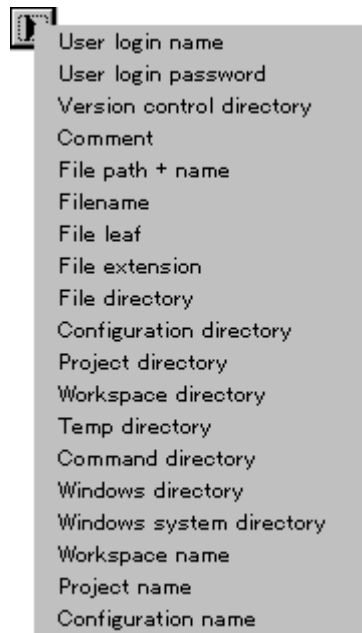 User login name
User login password
Version control directory
Comment
File path + name
Filename
File leaf
File extension
File directory
Configuration directory
Project directory
Workspace directory
Temp directory
Command directory
Windows directory
Windows system directory
Workspace name
Project name
Configuration name